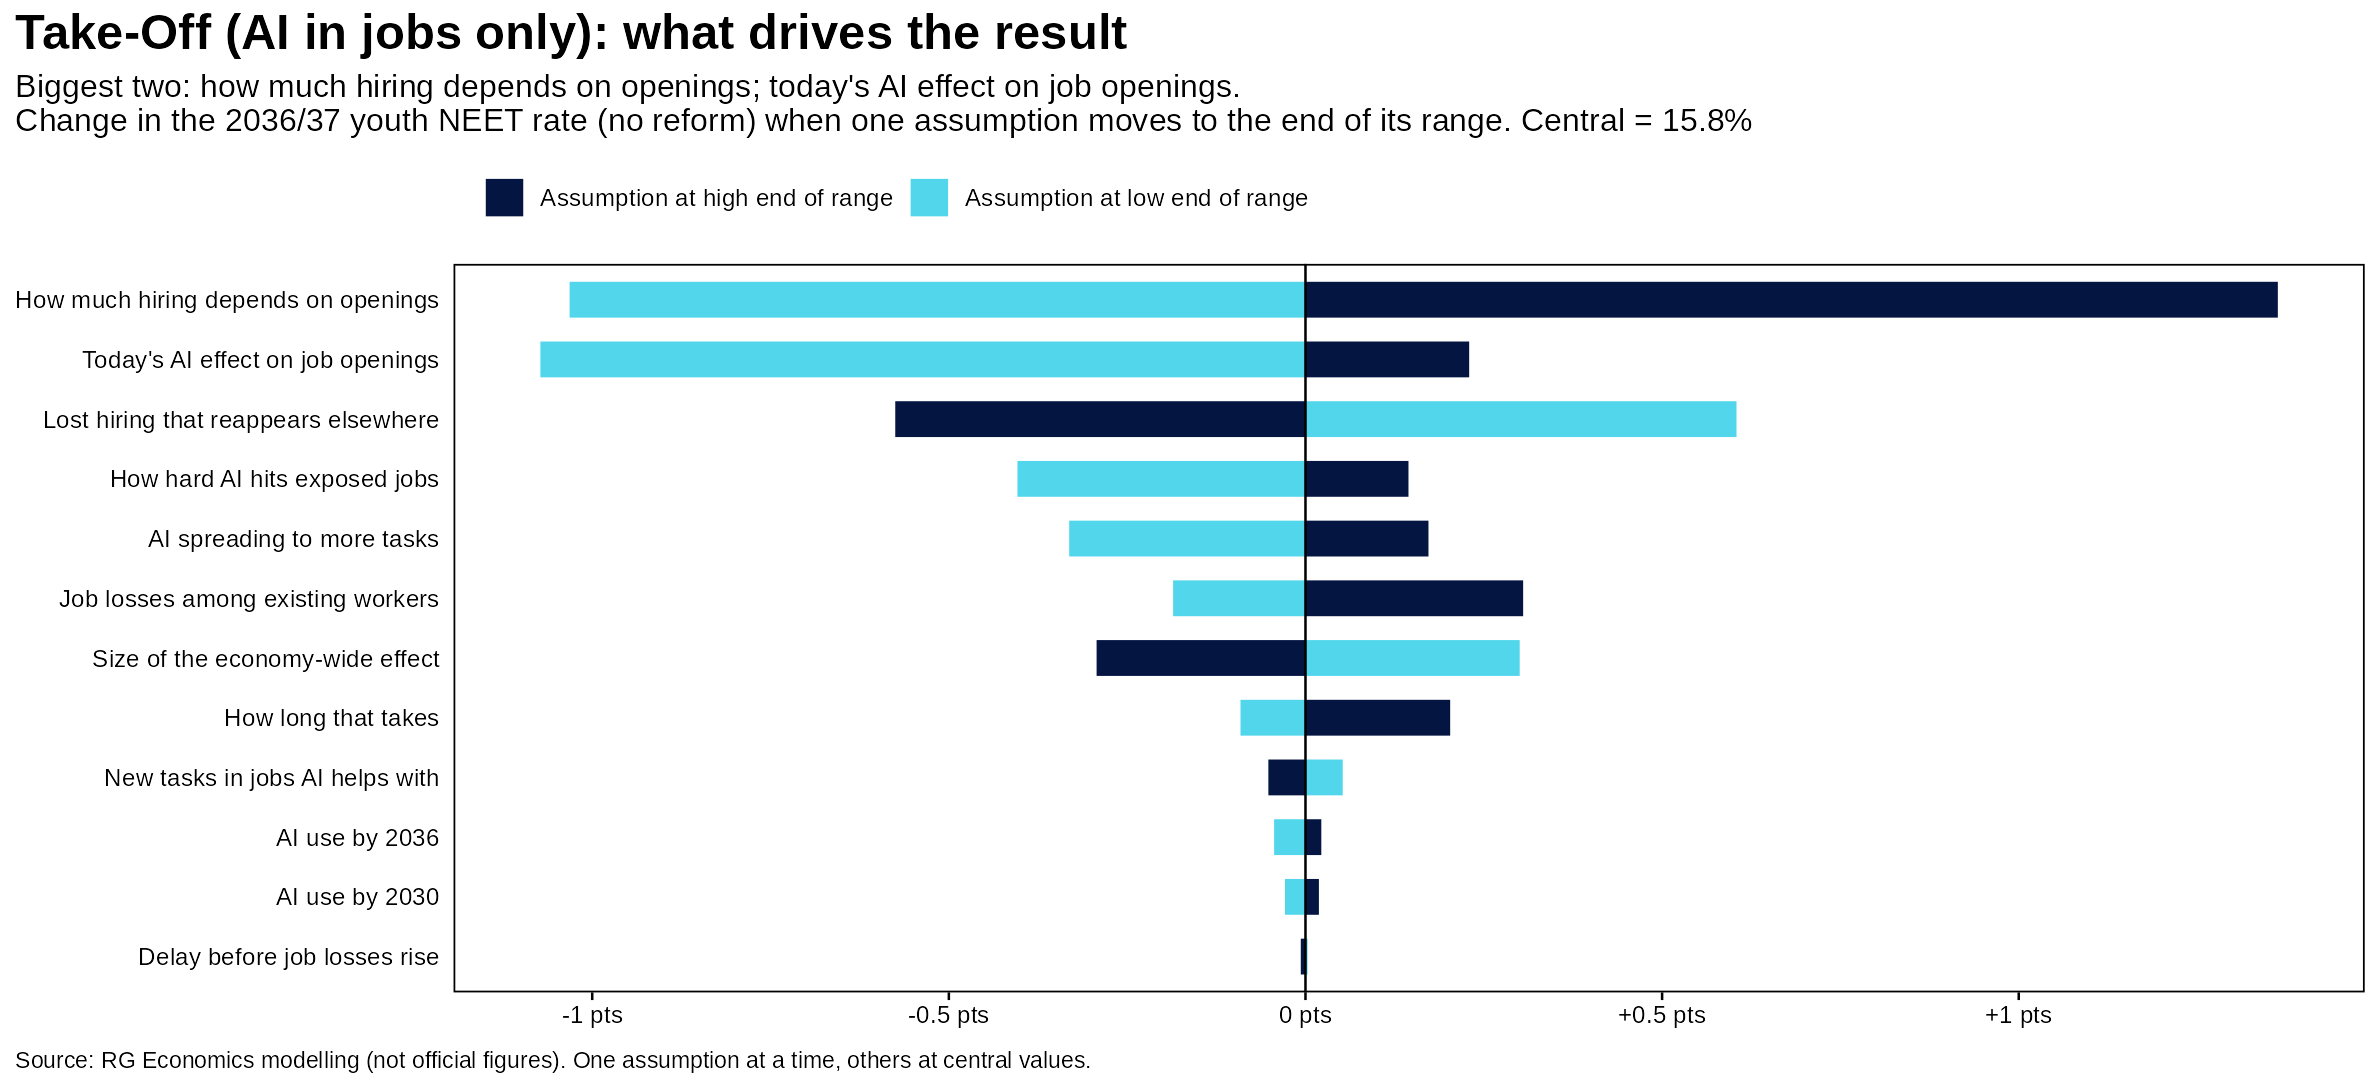 Take-Off (AI in jobs only): what drives the result
Biggest two: how much hiring depends on openings; today's AI effect on job openings.
Change in the 2036/37 youth NEET rate (no reform) when one assumption moves to the end of its range. Central = 15.8%
Assumption at high end of range
Assumption at low end of range
How much hiring depends on openings
Today's AI effect on job openings
Lost hiring that reappears elsewhere
How hard AI hits exposed jobs
AI spreading to more tasks
Job losses among existing workers
Size of the economy-wide effect
How long that takes
New tasks in jobs AI helps with
AI use by 2036
AI use by 2030
Delay before job losses rise
-1 pts
-0.5 pts
0 pts
+0.5 pts
+1 pts
Source: RG Economics modelling (not official figures). One assumption at a time, others at central values.